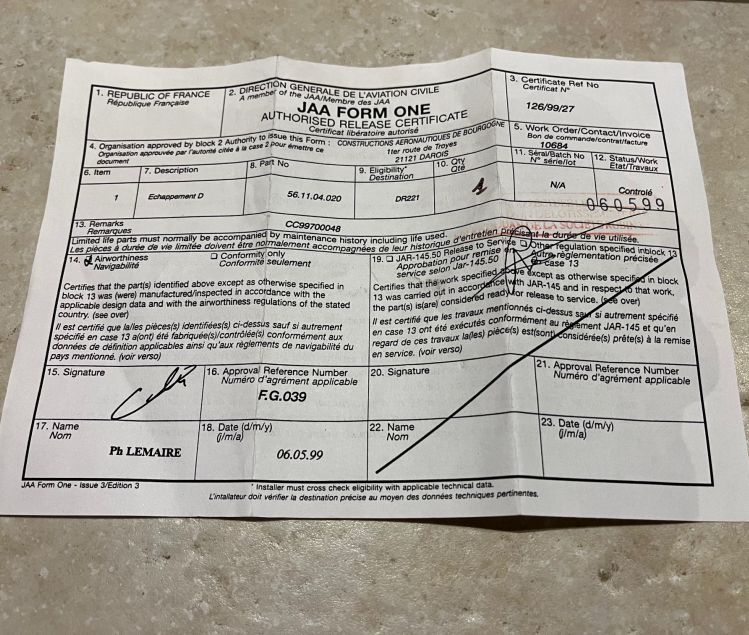 1. REPUBLIC OF FRANCE
République Française
2. DIRECTION GENERALE DE L'AVIATION CIVILE
A member of the JAA/Membre des JAA
JAA FORM ONE
AUTHORISED RELEASE CERTIFICATE
Certificat libératoire autorisé
3. Certificate Ref No
Certificat N°
126/99/27
4. Organisation approved by block 2 Authority to issue this Form :
Organisation approuvée par l'autorité citée à la case 2 pour émettre ce
document
CONSTRUCTIONS AERONAUTIQUES DE BOURGOGNE
1ter route de Troyes
21121 DAROIS
5. Work Order/Contact/Invoice
Bon de commande/contrat/facture
10684
6. Item
7. Description
8. Part No
9. Eligibility*
Destination
10. Qty
Qté
11. Sérial/Batch No
N° série/lot
12. Status/Work
Etat/Travaux
1
Echappement D
56.11.04.020
DR221
1
N/A
Contrôlé
060599
13. Remarks
Remarques
CC99700048
DE LA SOCIETE
Limited life parts must normally be accompanied by maintenance history including life used.
Les pièces à durée de vie limitée doivent être normalement accompagnées de leur historique d'entretien précisant la durée de vie utilisée.
14. Airworthiness
Navigabilité
Conformity only
Conformité seulement
Certifies that the part(s) identified above except as otherwise specified in
block 13 was (were) manufactured/inspected in accordance with the
applicable design data and with the airworthiness regulations of the stated
country. (see over)
Il est certifié que la/les pièces(s) identifiées(s) ci-dessus sauf si autrement
spécifié en case 13 a(ont) été fabriquée(s)/contrôlée(s) conformément aux
données de définition applicables ainsi qu'aux règlements de navigabilité du
pays mentionné. (voir verso)
19. JAR-145.50 Release to Service
Approbation pour remise en
service selon Jar-145.50
Other regulation specified inblock 13
Autre réglementation précisée
en case 13
Certifies that the work specified above except as otherwise specified in block
13 was carried out in accordance with JAR-145 and in respect to that work,
the part(s) is(are) considered ready for release to service. (see over)
Il est certifié que les travaux mentionnés ci-dessus sauf si autrement spécifié
en case 13 ont été exécutés conformément au règlement JAR-145 et qu'en
regard de ces travaux la(les) pièce(s) est(sont) considérée(s) prête(s) à la remise
en service. (voir verso)
15. Signature
16. Approval Reference Number
Numéro d'agrément applicable
F.G.039
20. Signature
21. Approval Reference Number
Numéro d'agrément applicable
17. Name
Nom
Ph LEMAIRE
18. Date (d/m/y)
(j/m/a)
06.05.99
22. Name
Nom
23. Date (d/m/y)
(j/m/a)
JAA Form One - Issue 3/Edition 3
* Installer must cross check eligibility with applicable technical data.
L'intallateur doit vérifier la destination précise au moyen des données techniques pertinentes.